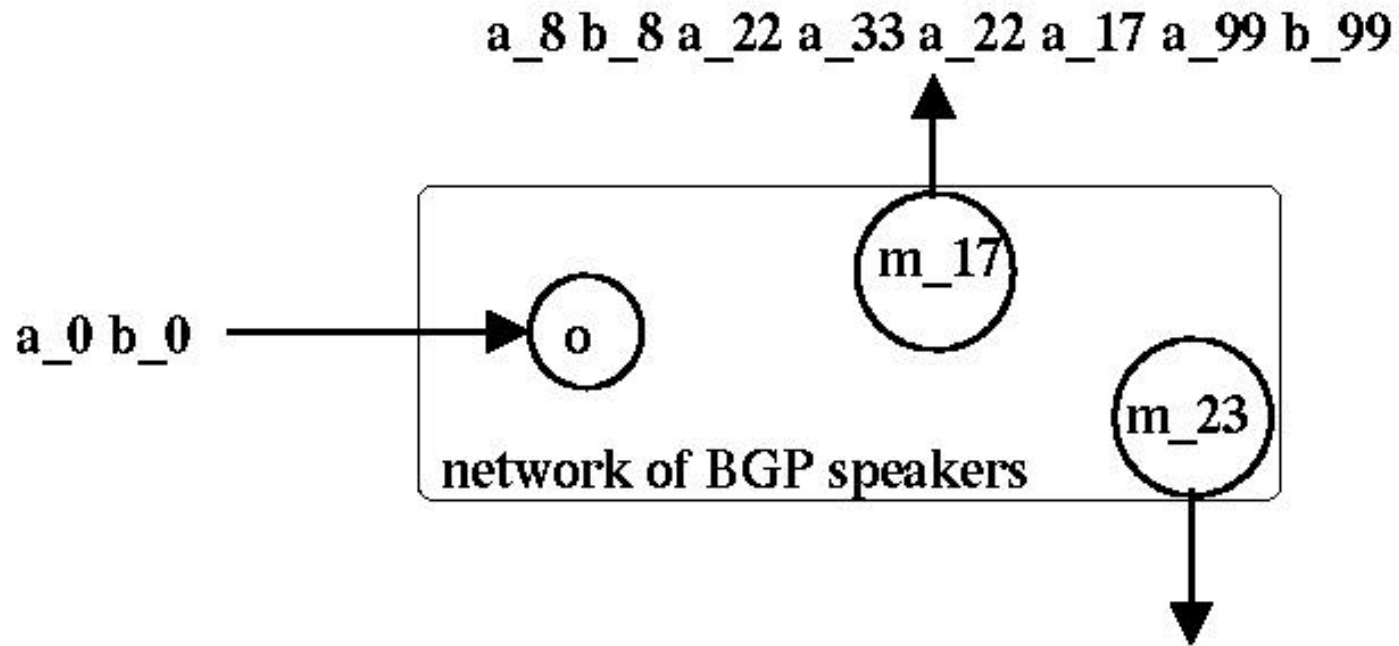 a_8 b_8 a_22 a_33 a_22 a_17 a_99 b_99
m_17
a_0 b_0
o
m_23
network of BGP speakers